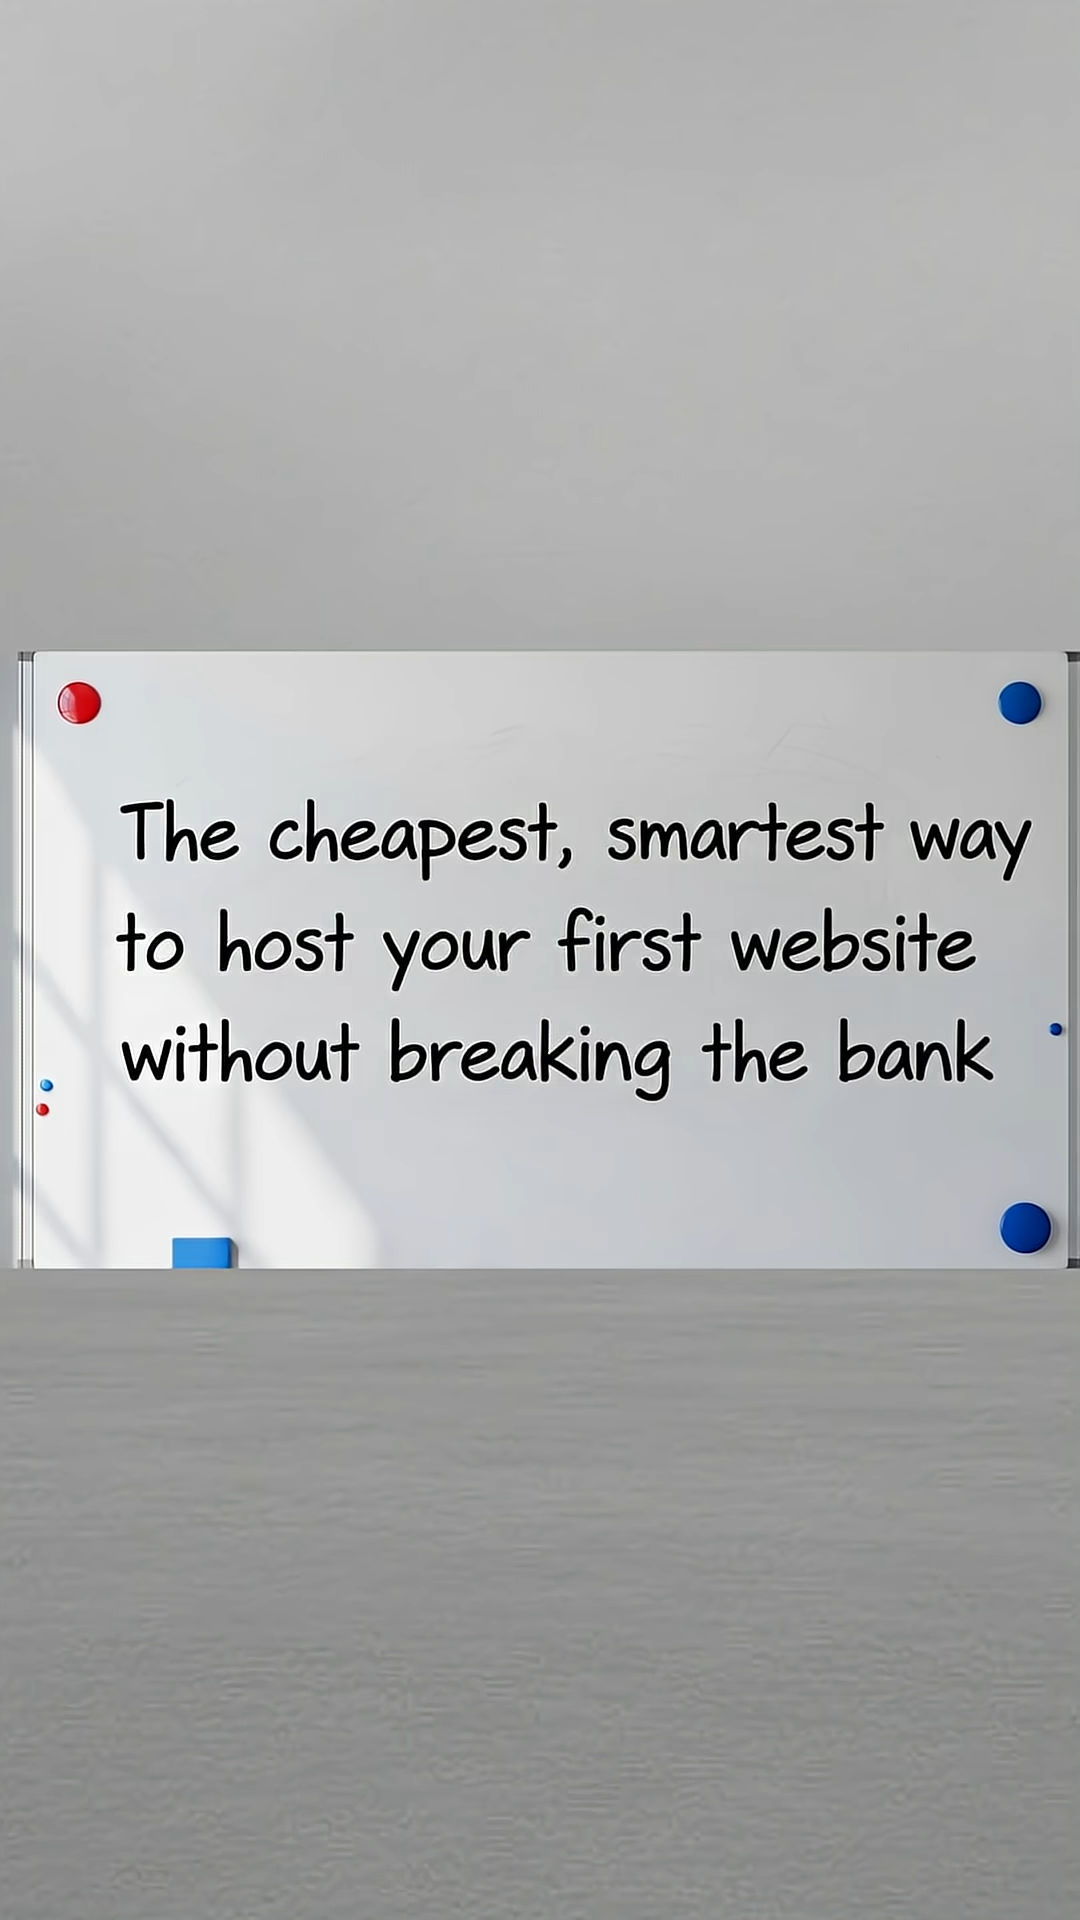 The cheapest, smartest way
to host your first website
without breaking the bank